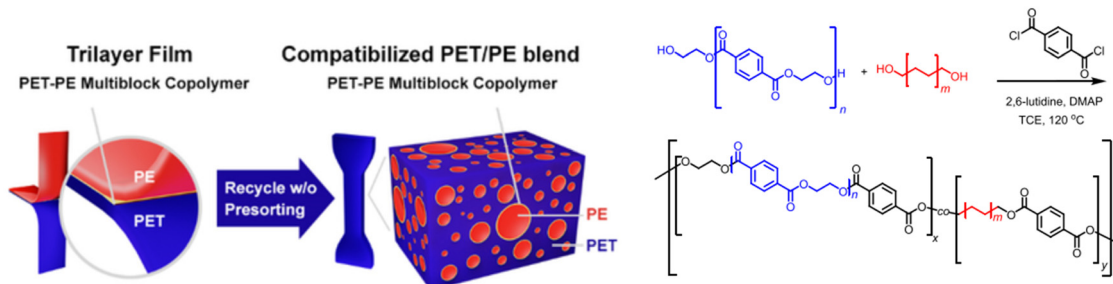 Trilayer Film
PET-PE Multiblock Copolymer
PE
PET
Recycle w/o
Presorting
Compatibilized PET/PE blend
PET-PE Multiblock Copolymer
PE
PET
HO
O
O
O
O
O
H
n
+
HO
OH
m
Cl
O
Cl
O
2,6-lutidine, DMAP
TCE, 120 °C
O
O
O
O
O
O
n
O
O
O
x
co
m
O
O
O
O
y